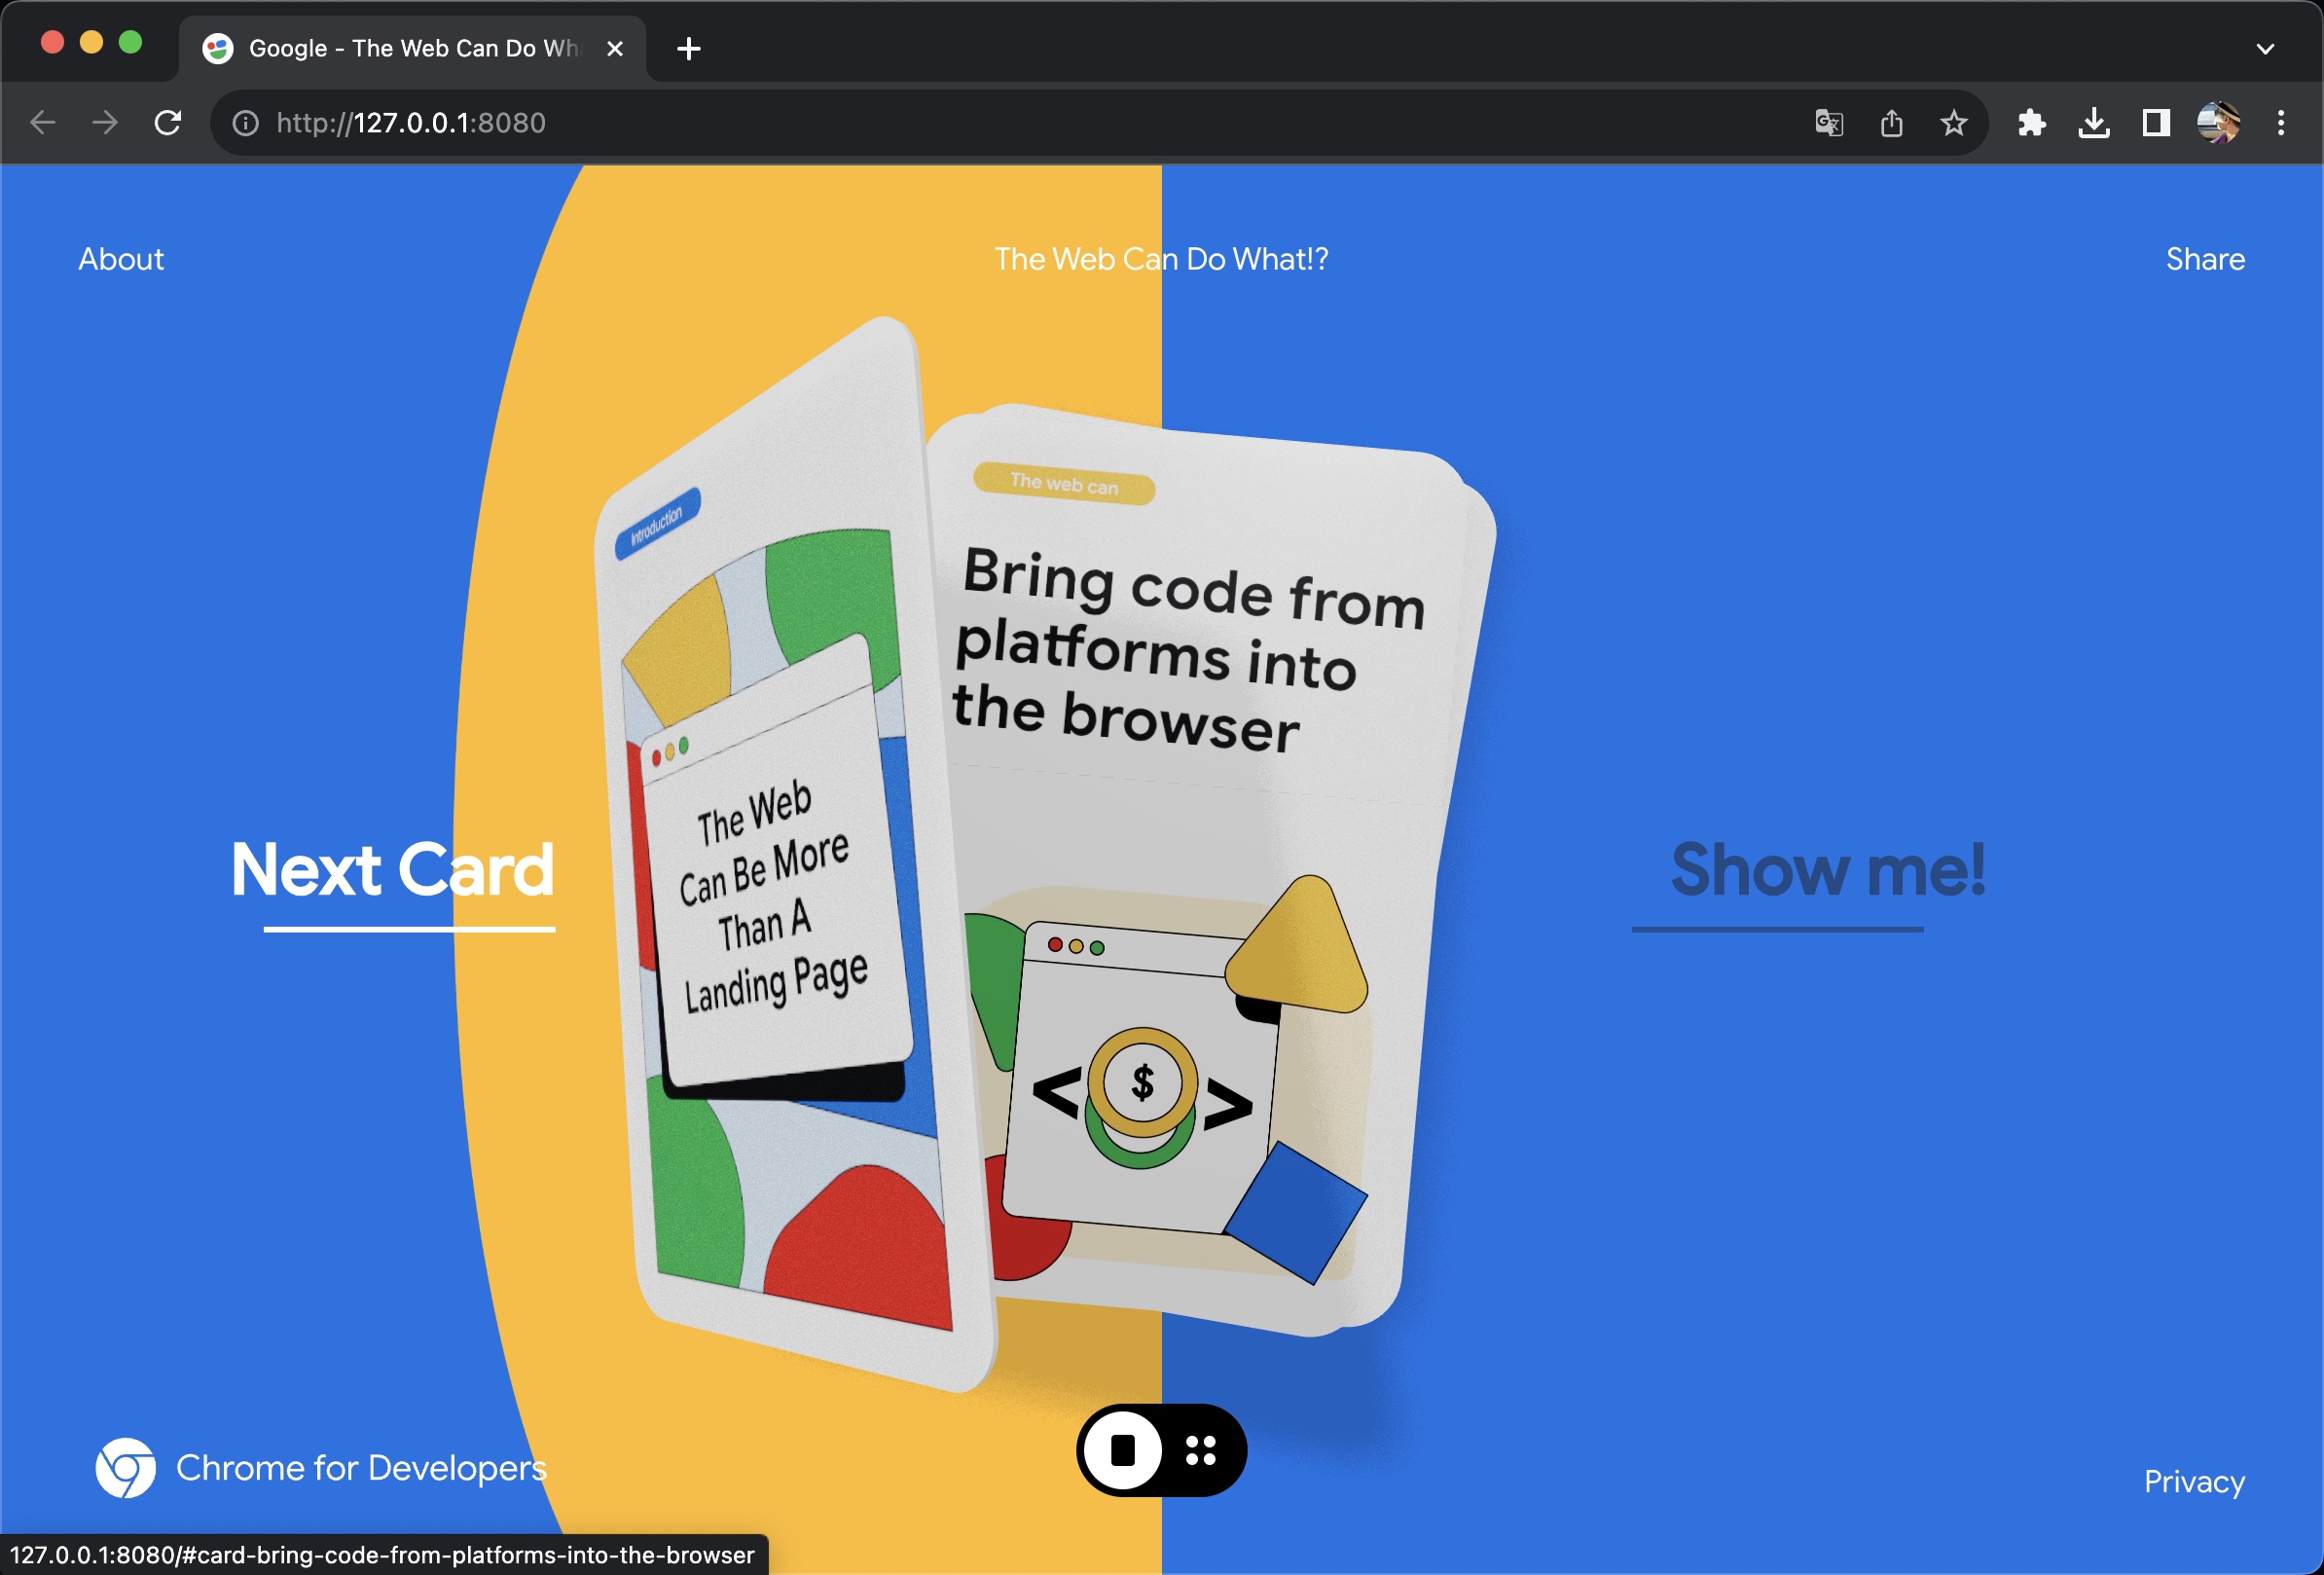 Google - The Web Can Do Wh
http://127.0.0.1:8080
About
The Web Can Do What!?
Share
Introduction
The Web
Can Be More
Than A
Landing Page
The web can
Bring code from
platforms into
the browser
< $ >
Next Card
Show me!
Chrome for Developers
Privacy
127.0.0.1:8080/#card-bring-code-from-platforms-into-the-browser